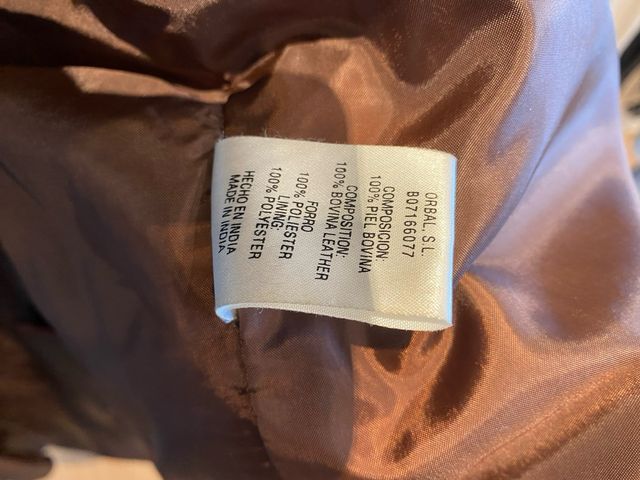 ORBAL, S.L.
B07166077
COMPOSICION:
100% PIEL BOVINA
COMPOSITION:
100% BOVINA LEATHER
FORRO
100% POLIESTER
LINING:
100% POLYESTER
HECHO EN INDIA
MADE IN INDIA